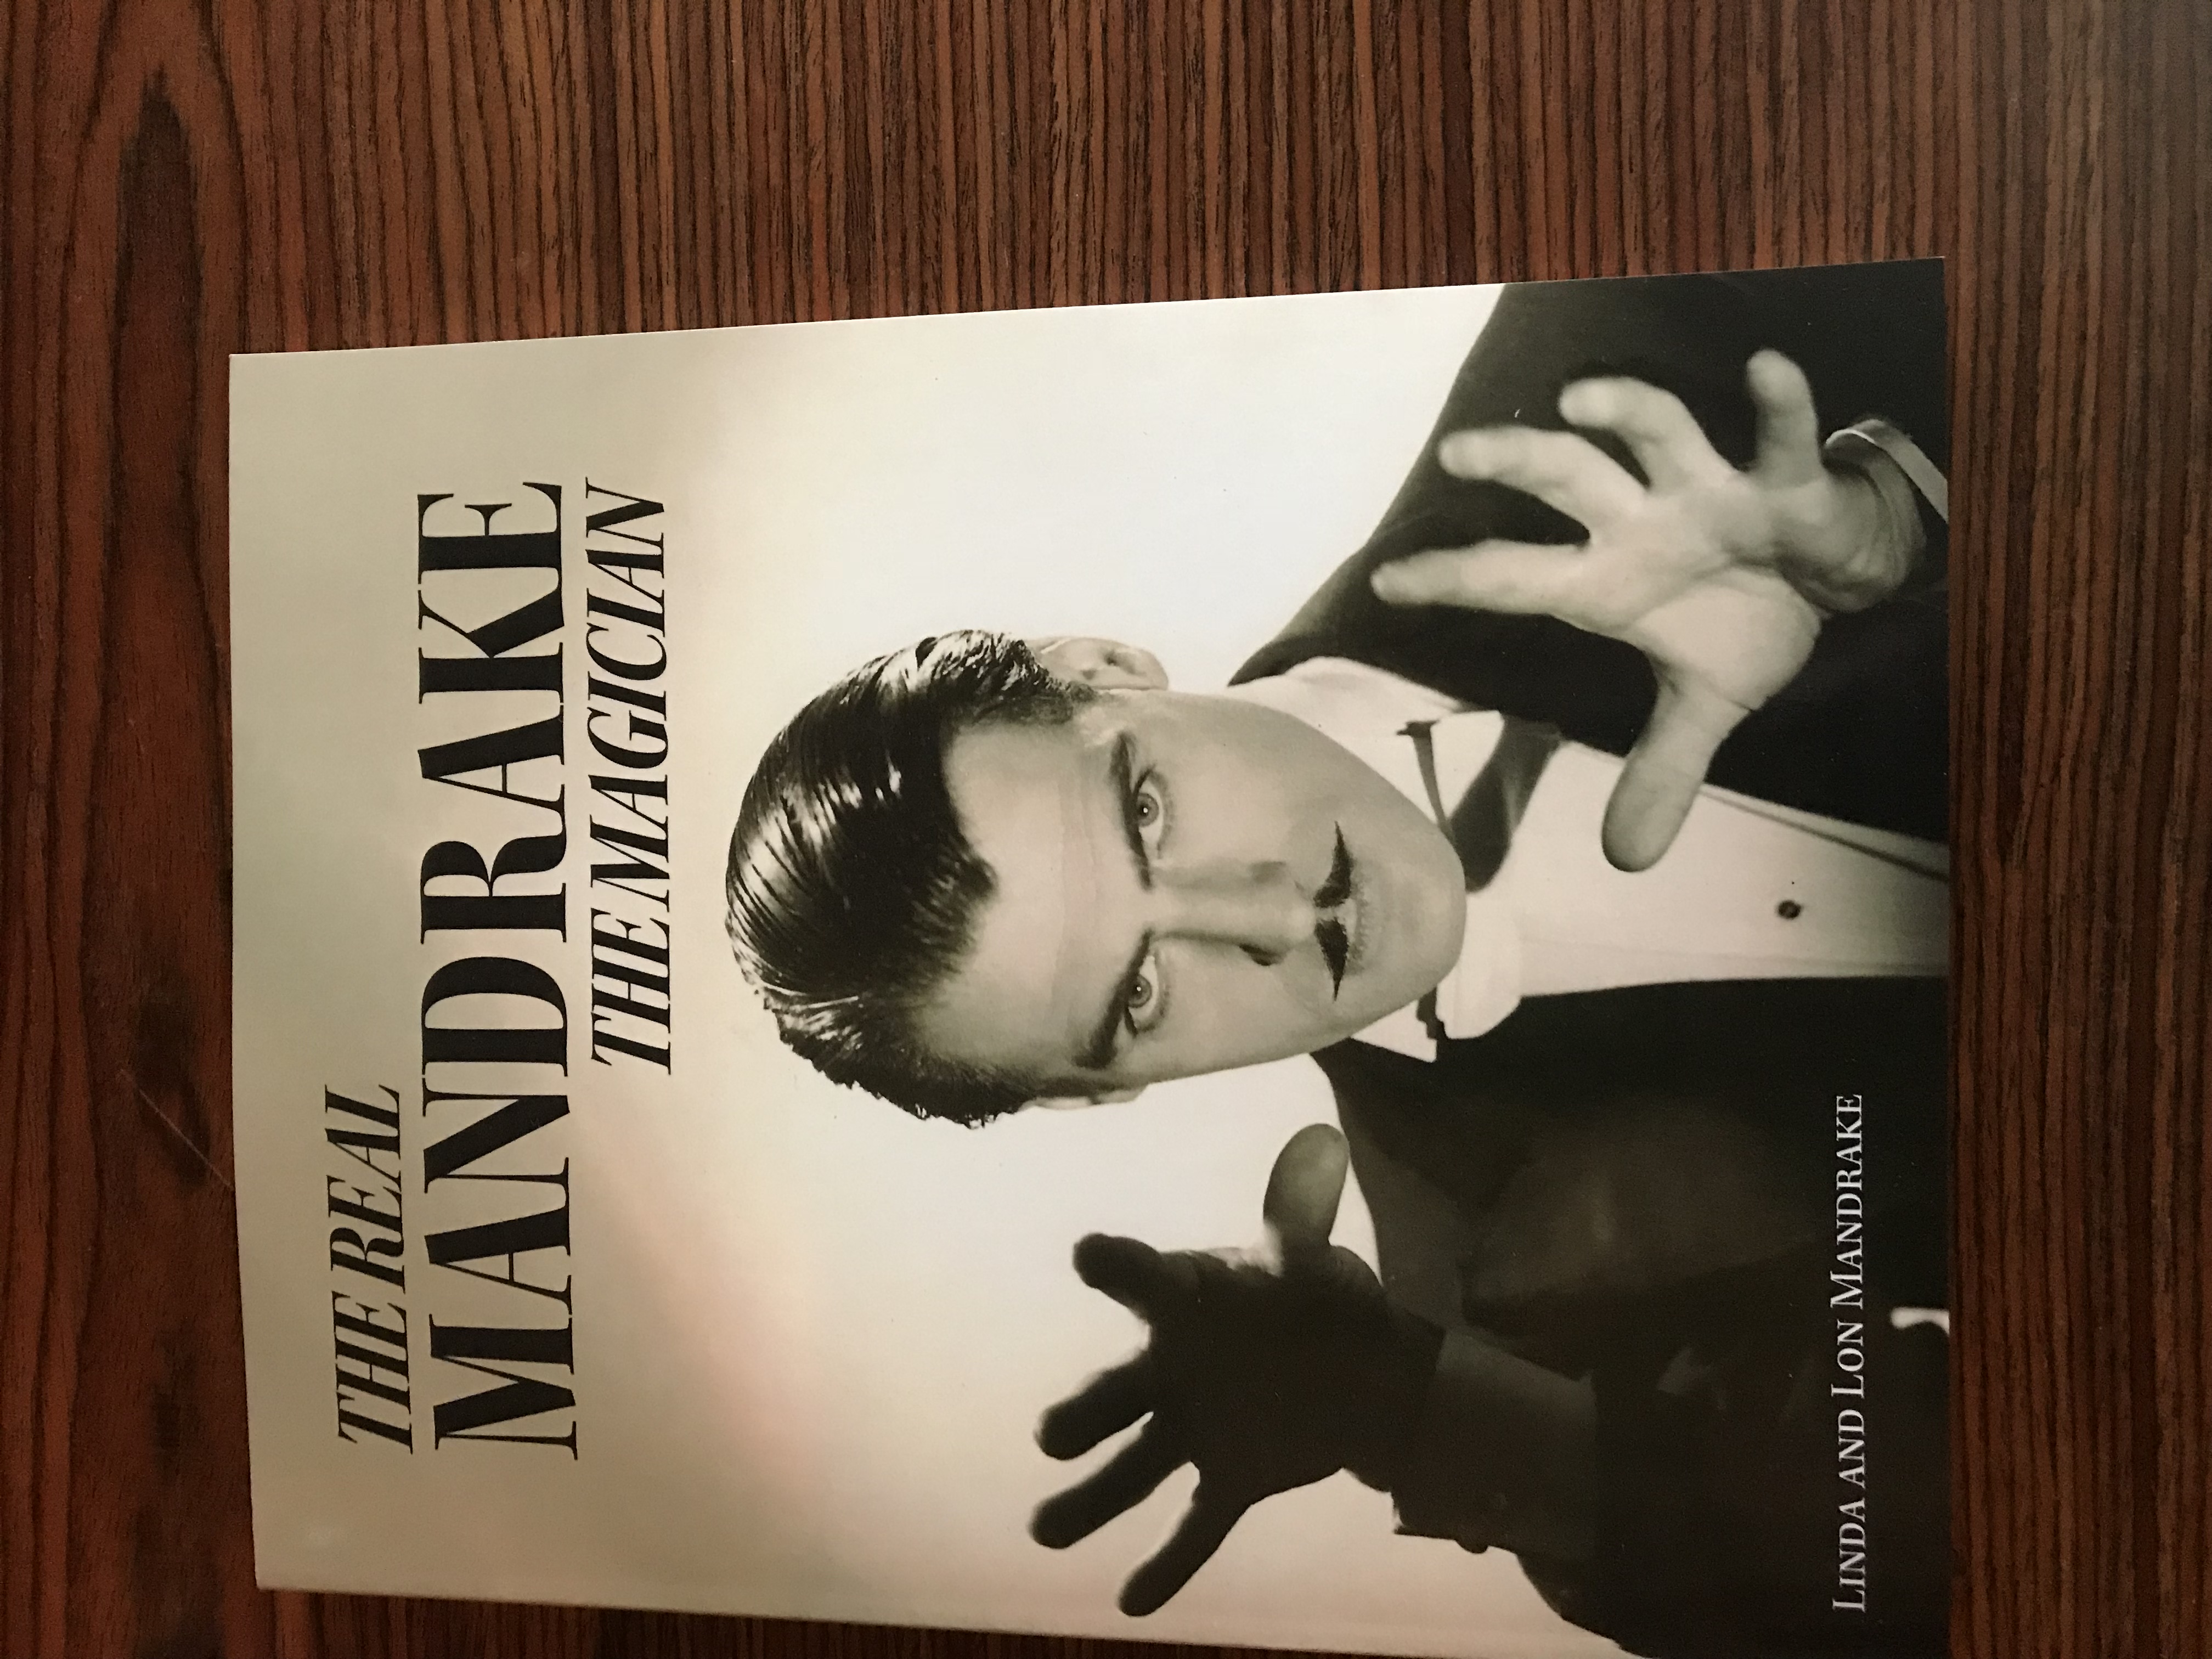 THE REAL
MANDRAKE
THE MAGICIAN
LINDA AND LON MANDRAKE